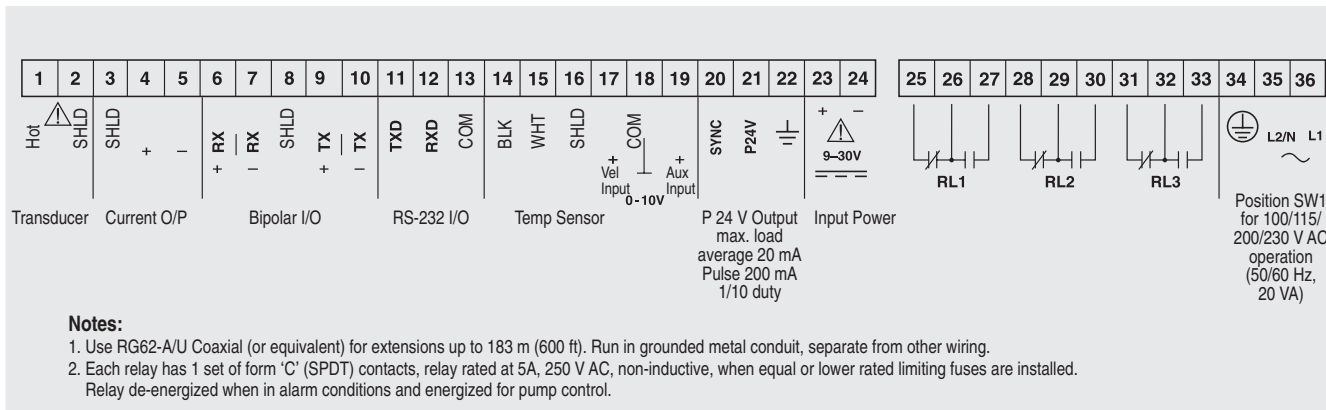 1 2 3 4 5 6 7 8 9 10 11 12 13 14 15 16 17 18 19 20 21 22 23 24 25 26 27 28 29 30 31 32 33 34 35 36
Hot SHLD SHLD + – RX + RX – SHLD TX + TX – TXD RXD COM BLK WHT SHLD COM SYNC P24V + –
9–30V
+ Vel Input
0-10V
+ Aux Input
RL1 RL2 RL3
L2/N L1
Transducer Current O/P Bipolar I/O RS-232 I/O Temp Sensor
P 24 V Output
max. load
average 20 mA
Pulse 200 mA
1/10 duty
Input Power
Position SW1
for 100/115/
200/230 V AC
operation
(50/60 Hz,
20 VA)
Notes:
1. Use RG62-A/U Coaxial (or equivalent) for extensions up to 183 m (600 ft). Run in grounded metal conduit, separate from other wiring.
2. Each relay has 1 set of form ‘C’ (SPDT) contacts, relay rated at 5A, 250 V AC, non-inductive, when equal or lower rated limiting fuses are installed.
Relay de-energized when in alarm conditions and energized for pump control.